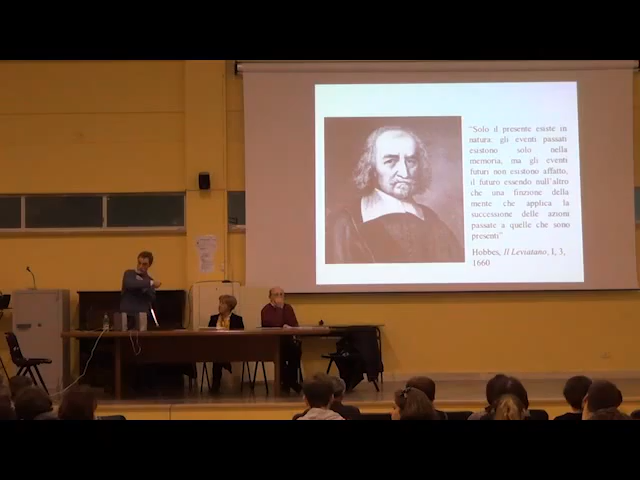 "Solo il presente esiste in
natura, gli eventi passati
esistono solo nella
memoria, ma gli eventi
futuri non esistono affatto,
il futuro essendo null'altro
che una finzione della
mente che applica la
successione delle azioni
passate a quelle che sono
presenti"
Hobbes, Il Leviatano, I, 3,
1660